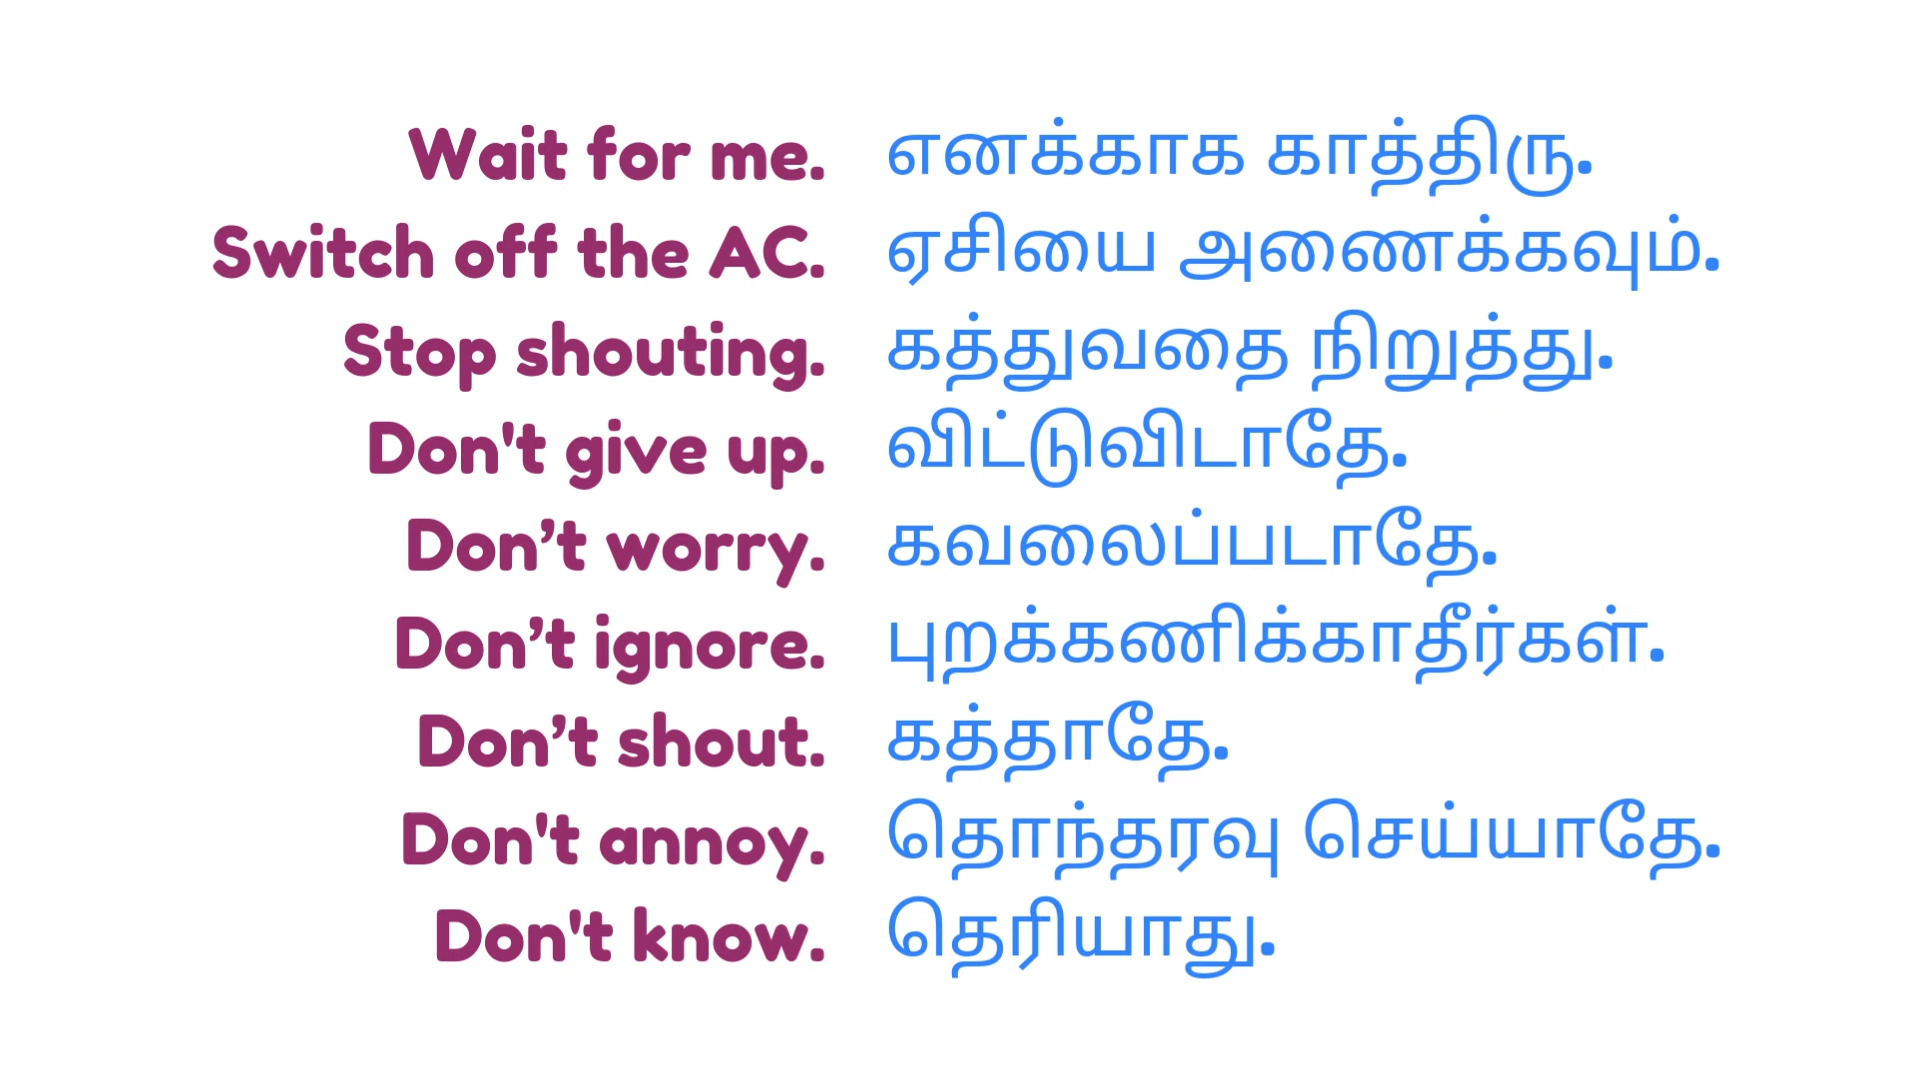 Wait for me. எனக்காக காத்திரு.
Switch off the AC. ஏசியை அணைக்கவும்.
Stop shouting. கத்துவதை நிறுத்து.
Don't give up. விட்டுவிடாதே.
Don’t worry. கவலைப்படாதே.
Don’t ignore. புறக்கணிக்காதீர்கள்.
Don’t shout. கத்தாதே.
Don't annoy. தொந்தரவு செய்யாதே.
Don't know. தெரியாது.